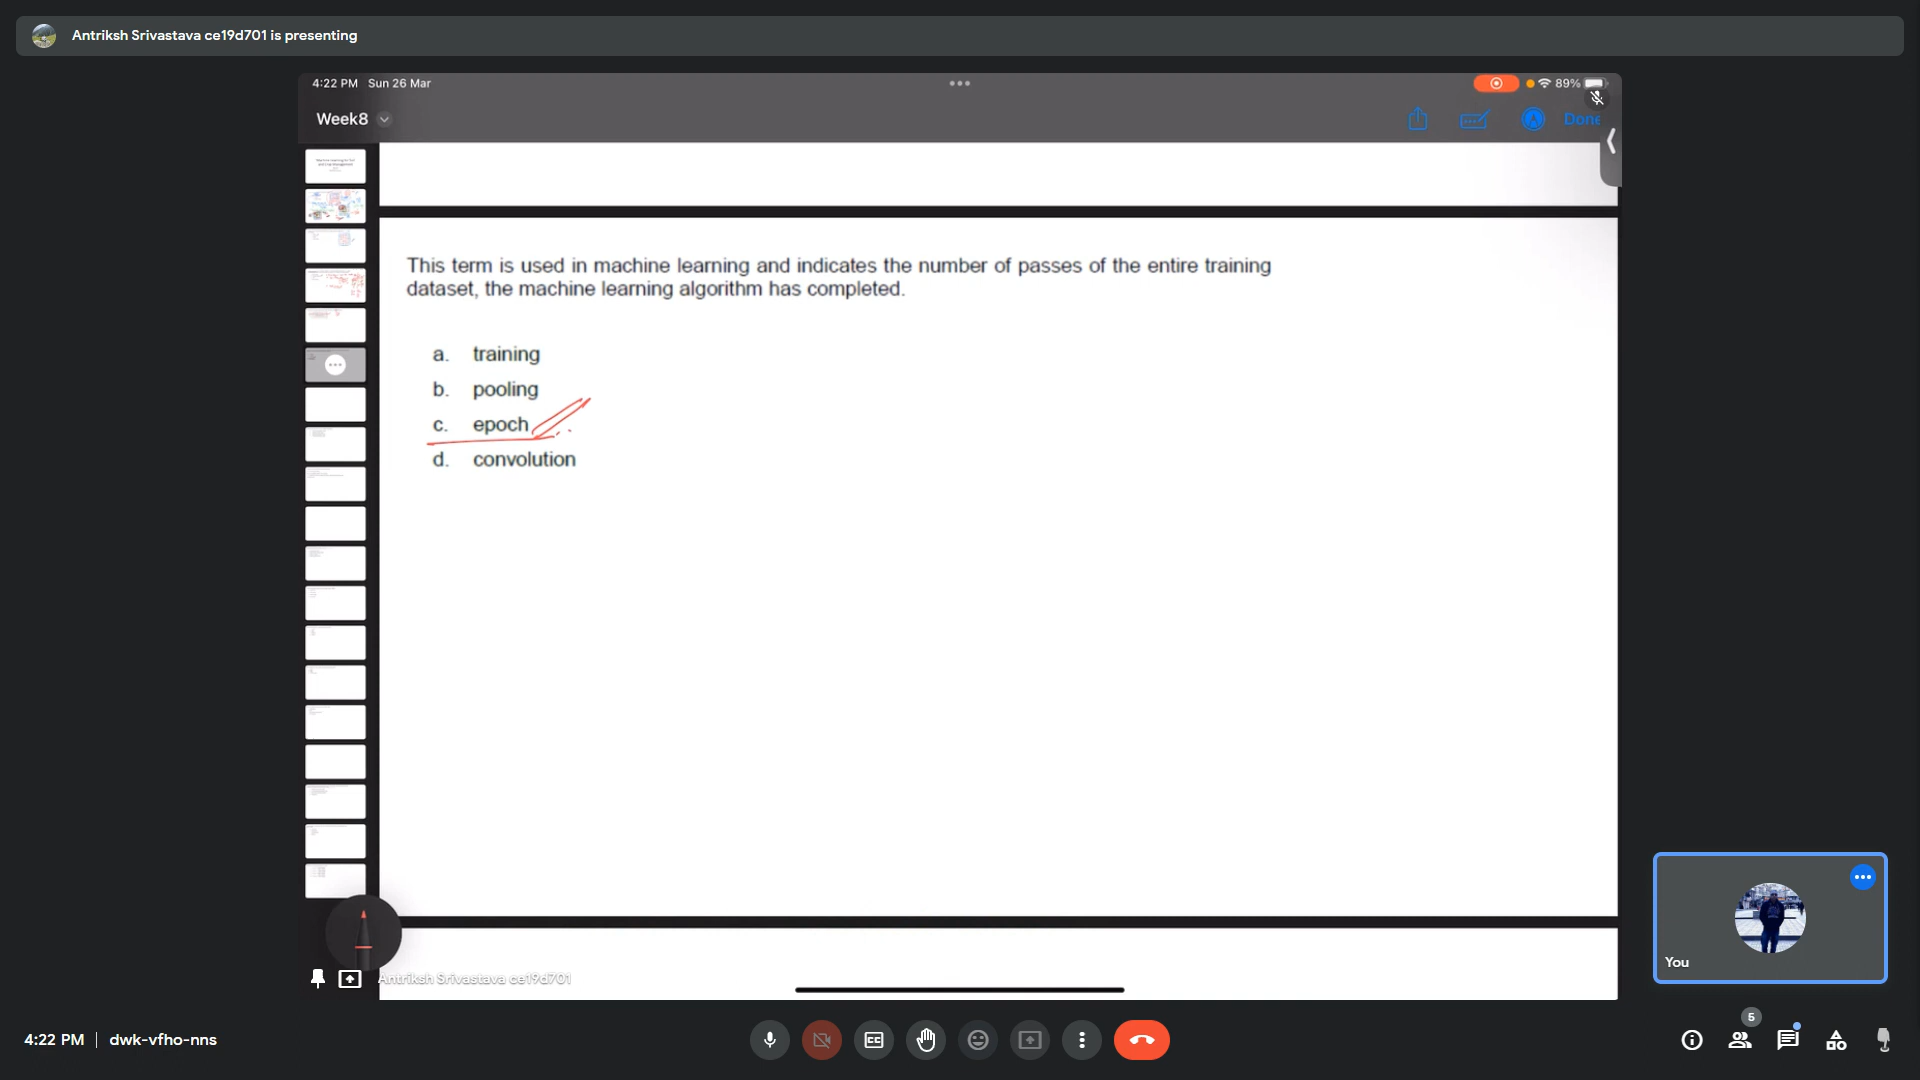 Antriksh Srivastava ce19d701 is presenting
4:22 PM Sun 26 Mar
89%
Week8
Done
This term is used in machine learning and indicates the number of passes of the entire training
dataset, the machine learning algorithm has completed.
a. training
b. pooling
c. epoch
d. convolution
Antriksh Srivastava ce19d701
You
4:22 PM | dwk-vfho-nns
CC
5